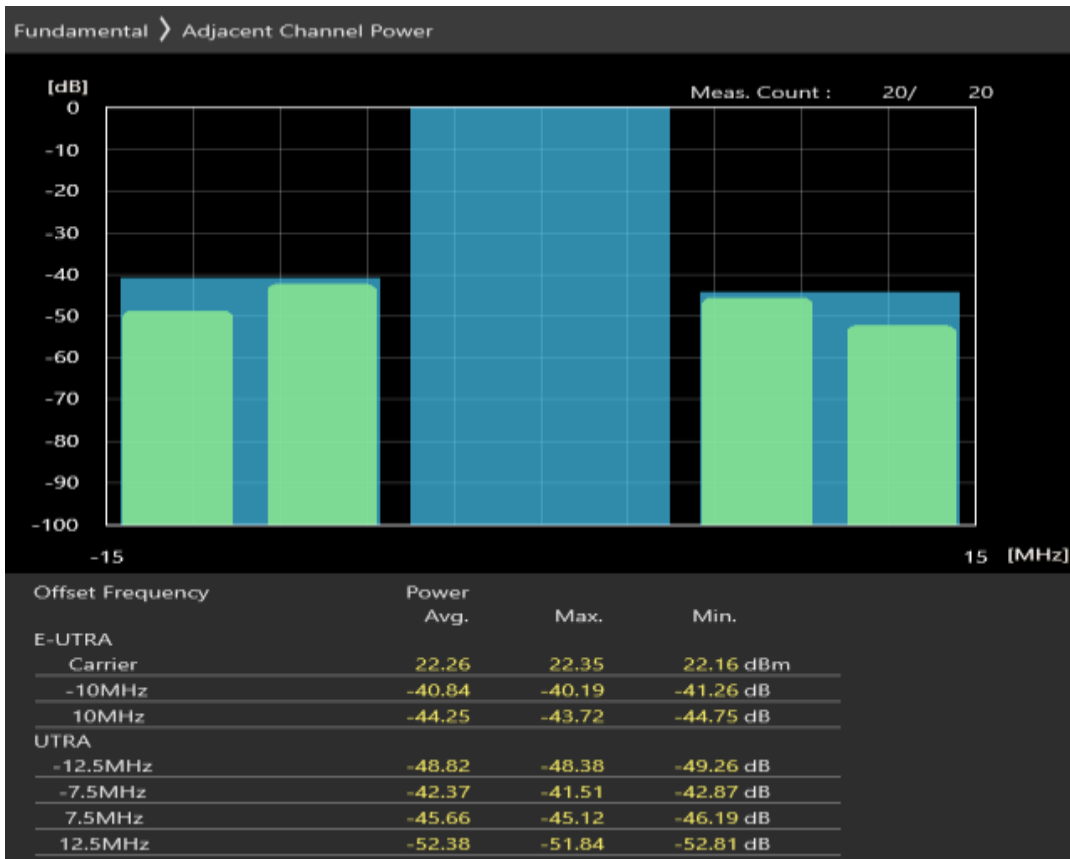 Fundamental ❭ Adjacent Channel Power
[dB]
Meas. Count : 20/ 20
0
-10
-20
-30
-40
-50
-60
-70
-80
-90
-100
-15 15 [MHz]
Offset Frequency Power
Avg. Max. Min.
E-UTRA
Carrier 22.26 22.35 22.16 dBm
-10MHz -40.84 -40.19 -41.26 dB
10MHz -44.25 -43.72 -44.75 dB
UTRA
-12.5MHz -48.82 -48.38 -49.26 dB
-7.5MHz -42.37 -41.51 -42.87 dB
7.5MHz -45.66 -45.12 -46.19 dB
12.5MHz -52.38 -51.84 -52.81 dB